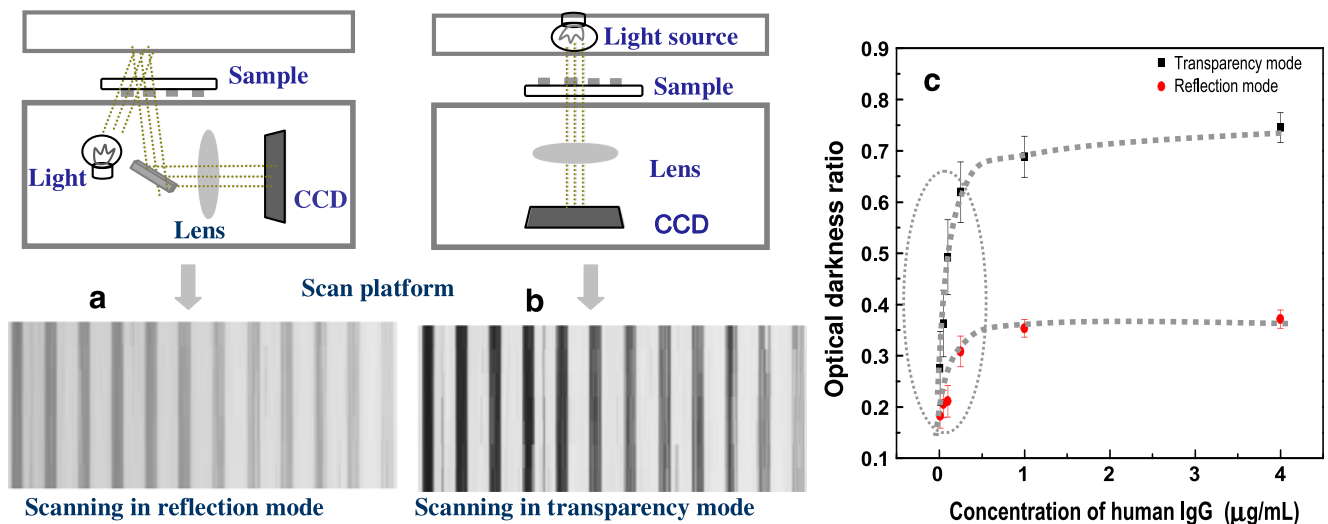 Sample
Light
Lens
CCD
Light source
Sample
Lens
CCD
a
Scan platform
b
Scanning in reflection mode
Scanning in transparency mode
c
Transparency mode
Reflection mode
Optical darkness ratio
0.9
0.8
0.7
0.6
0.5
0.4
0.3
0.2
0.1
0 1 2 3 4
Concentration of human IgG (μg/mL)